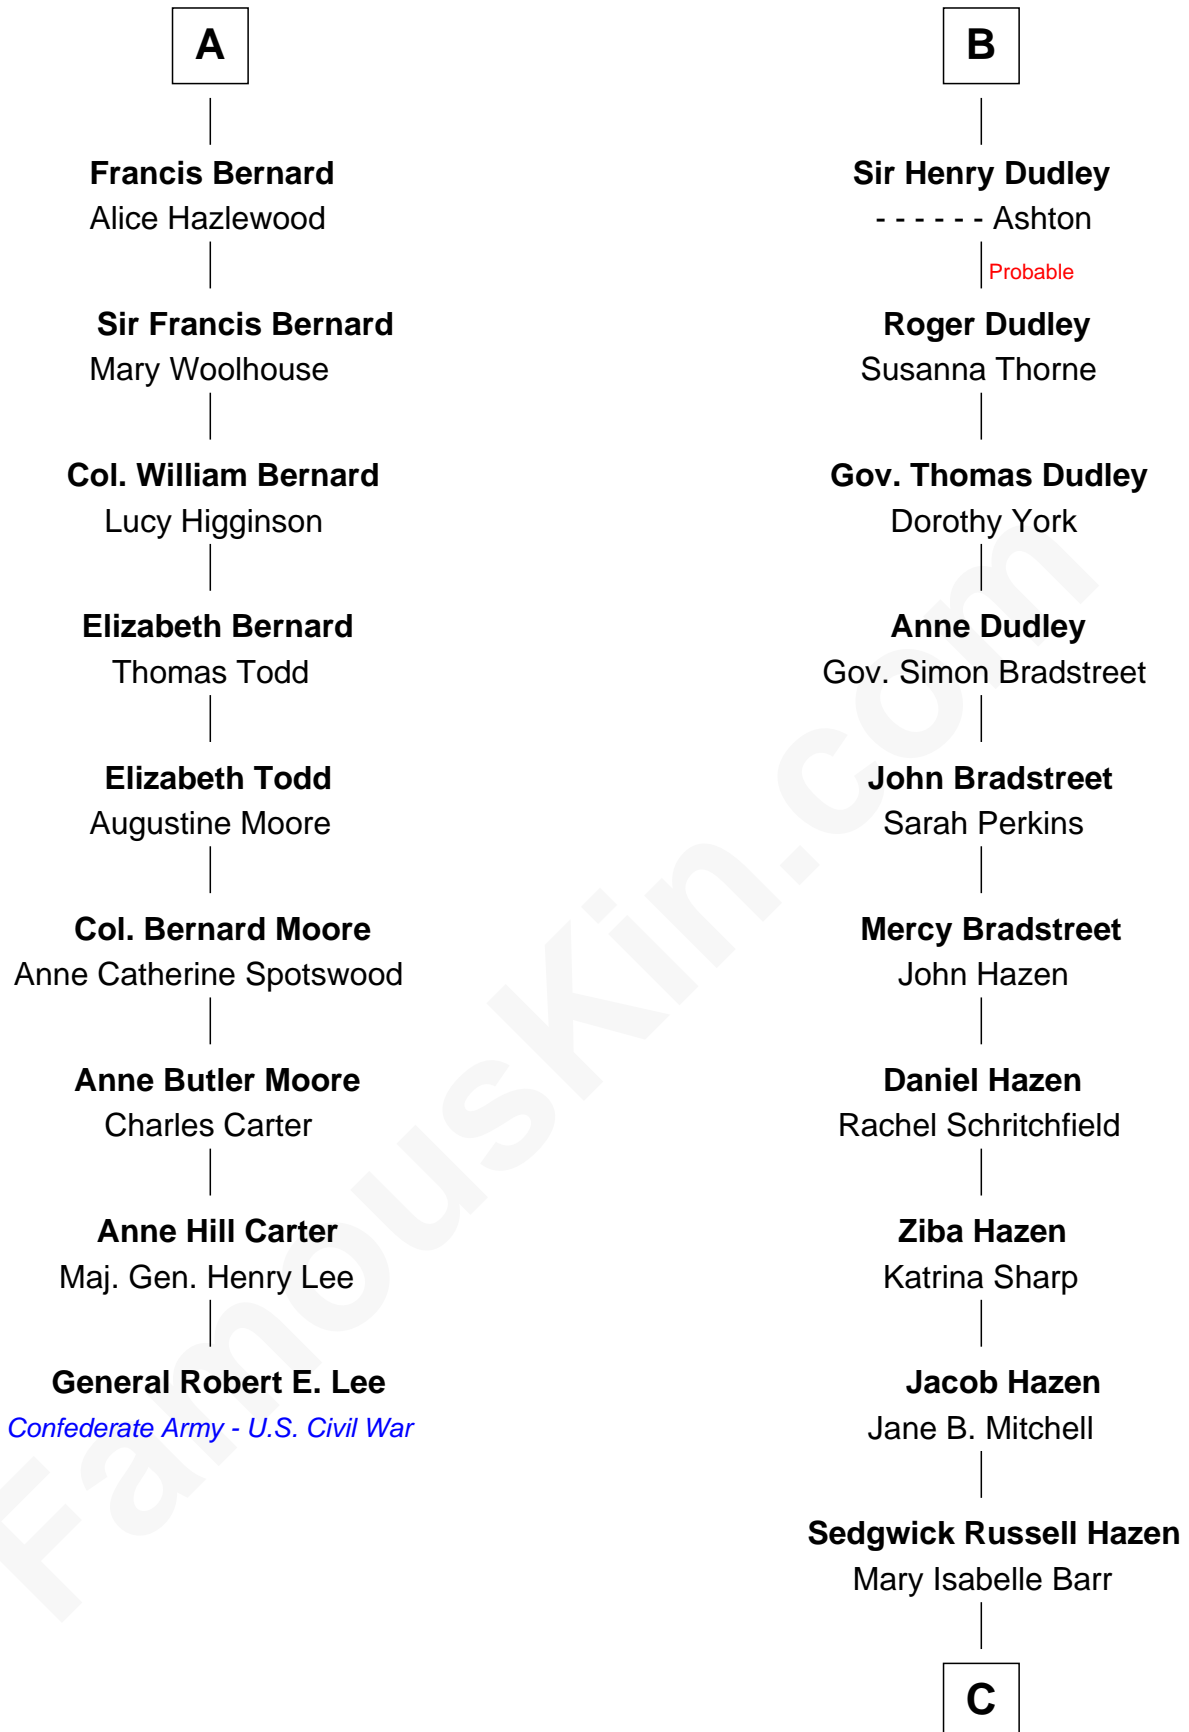 A
Francis Bernard
Alice Hazlewood
Sir Francis Bernard
Mary Woolhouse
Col. William Bernard
Lucy Higginson
Elizabeth Bernard
Thomas Todd
Elizabeth Todd
Augustine Moore
Col. Bernard Moore
Anne Catherine Spotswood
Anne Butler Moore
Charles Carter
Anne Hill Carter
Maj. Gen. Henry Lee
General Robert E. Lee
Confederate Army - U.S. Civil War
B
Sir Henry Dudley
- - - - - - Ashton
Probable
Roger Dudley
Susanna Thorne
Gov. Thomas Dudley
Dorothy York
Anne Dudley
Gov. Simon Bradstreet
John Bradstreet
Sarah Perkins
Mercy Bradstreet
John Hazen
Daniel Hazen
Rachel Schritchfield
Ziba Hazen
Katrina Sharp
Jacob Hazen
Jane B. Mitchell
Sedgwick Russell Hazen
Mary Isabelle Barr
C
FamousKin.com